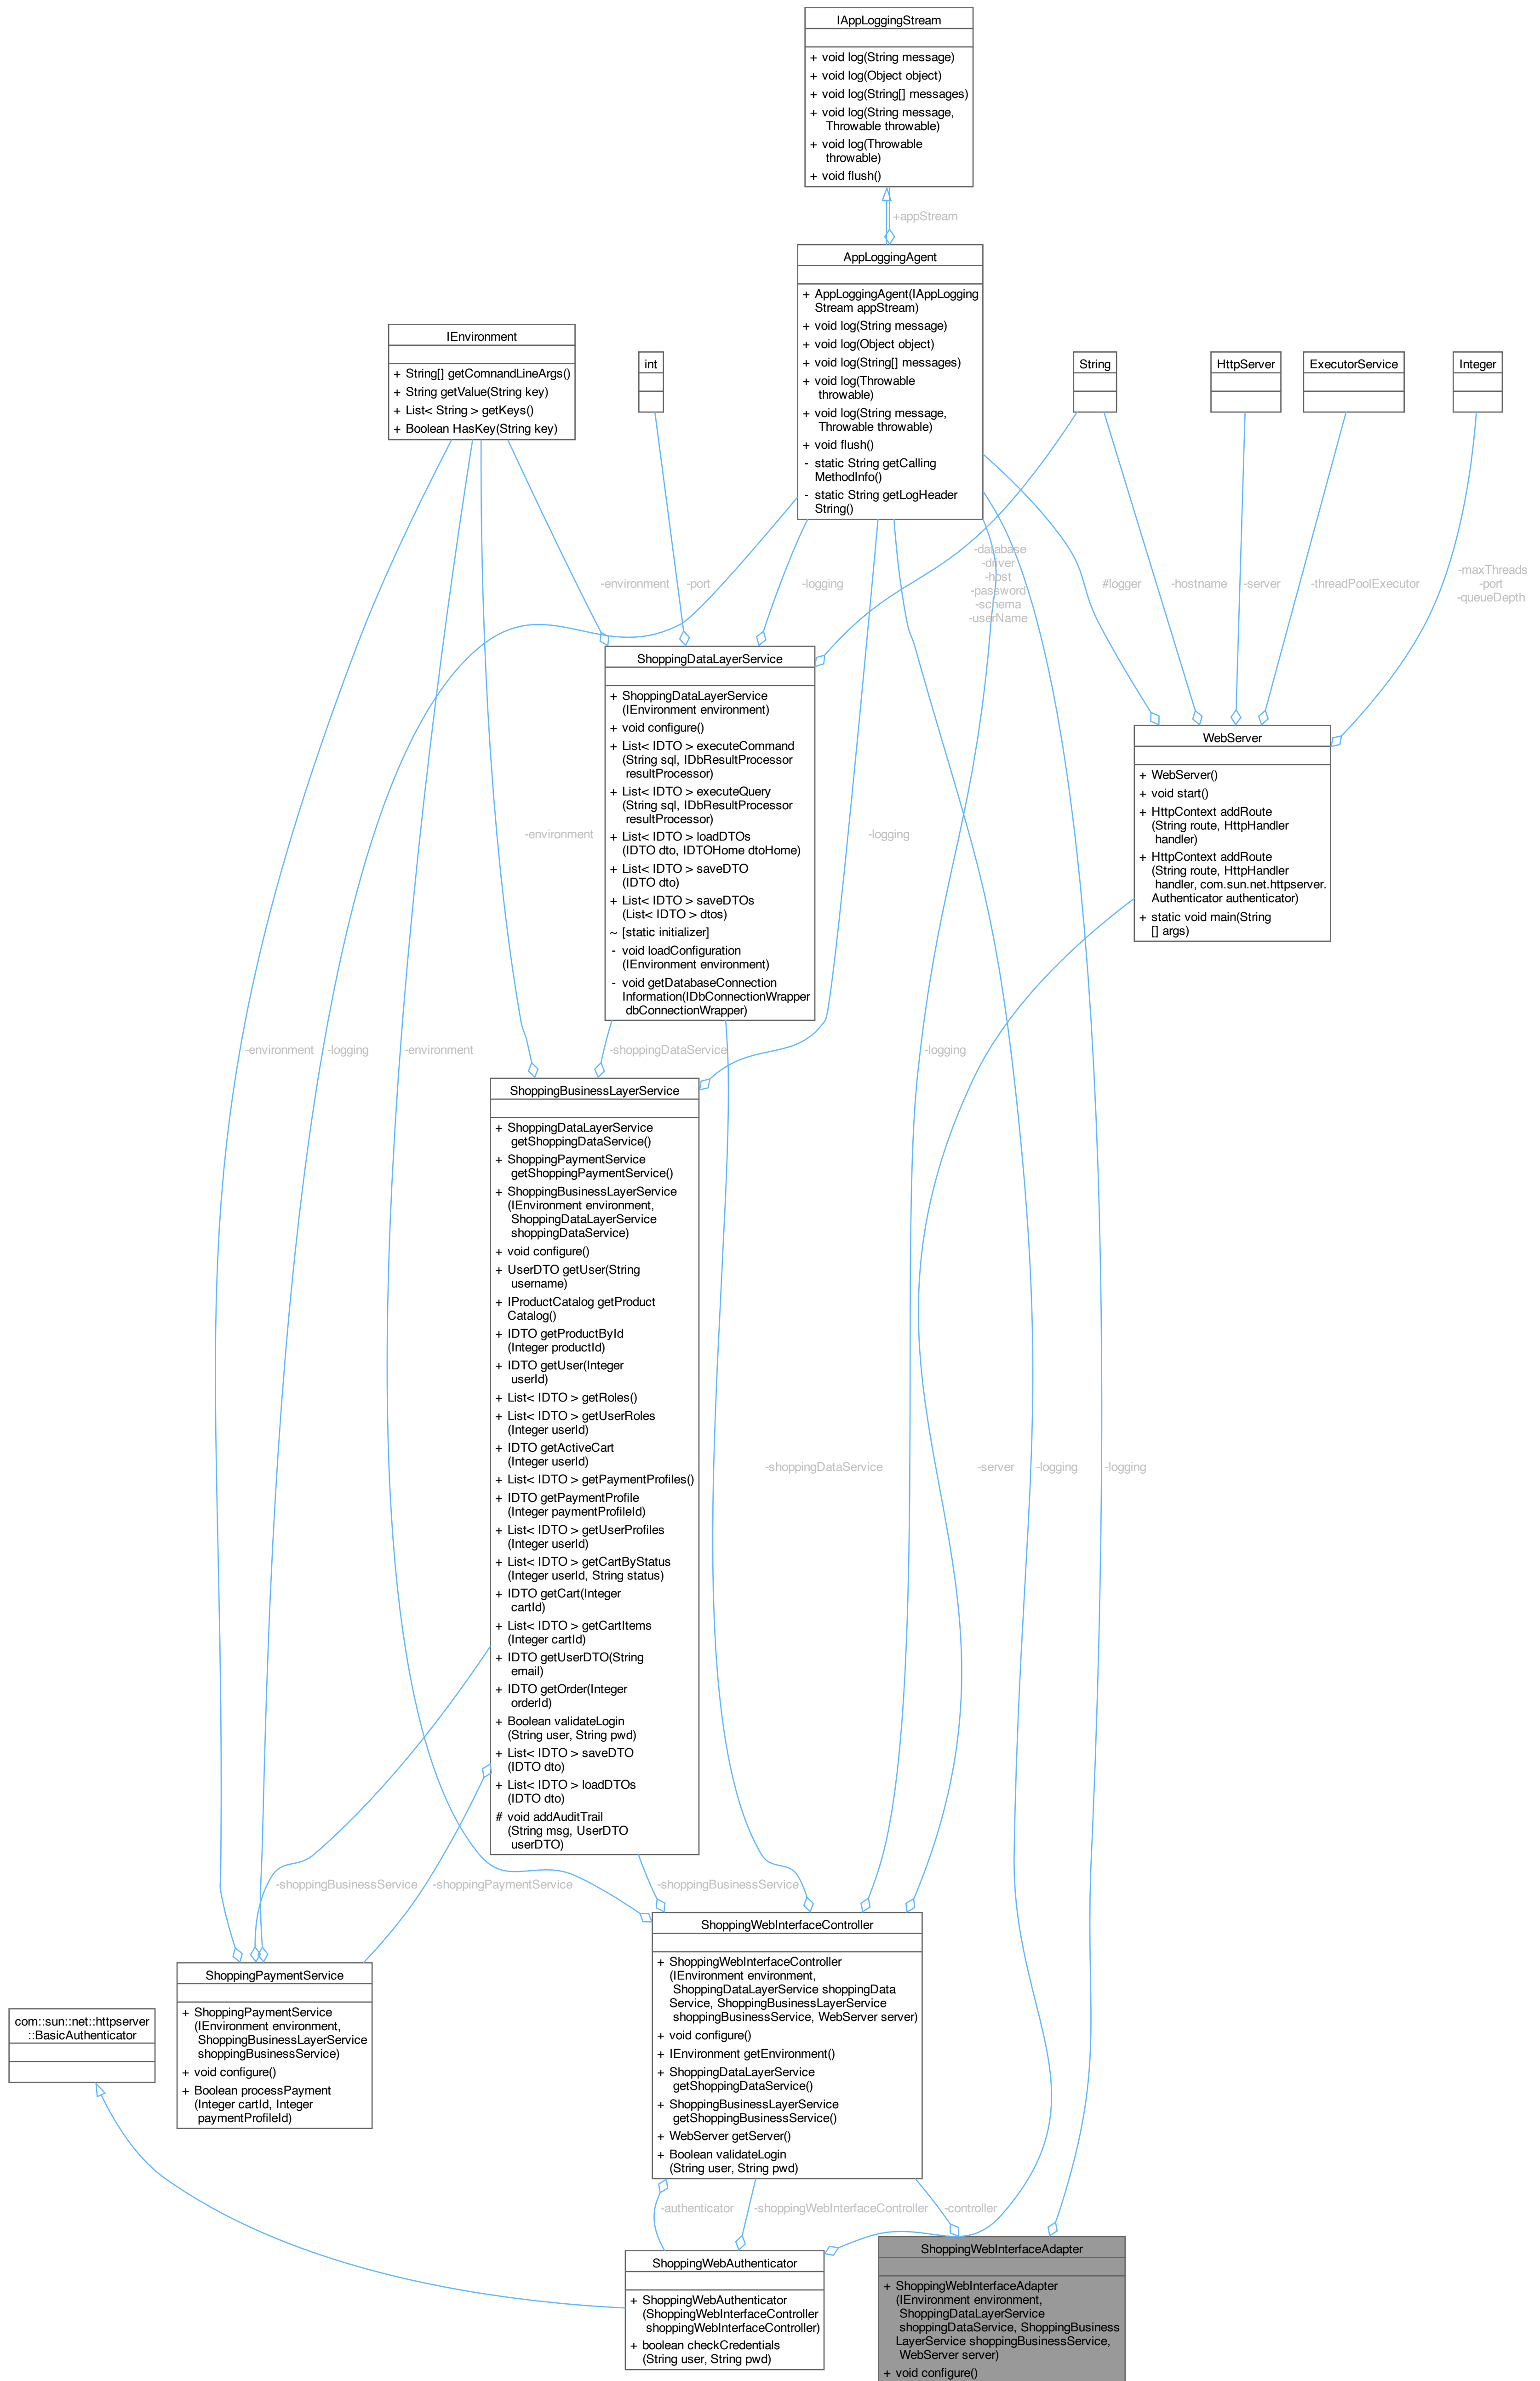 IAppLoggingStream
+ void log(String message)
+ void log(Object object)
+ void log(String[] messages)
+ void log(String message,
Throwable throwable)
+ void log(Throwable
throwable)
+ void flush()
+appStream
AppLoggingAgent
+ AppLoggingAgent(IAppLogging
Stream appStream)
+ void log(String message)
+ void log(Object object)
+ void log(String[] messages)
+ void log(Throwable
throwable)
+ void log(String message,
Throwable throwable)
+ void flush()
- static String getCalling
MethodInfo()
- static String getLogHeader
String()
IEnvironment
+ String[] getComnandLineArgs()
+ String getValue(String key)
+ List< String > getKeys()
+ Boolean HasKey(String key)
int
String
HttpServer
ExecutorService
Integer
-environment
-port
-logging
-database
-driver
-host
-password
-schema
-userName
#logger
-hostname
-server
-threadPoolExecutor
-maxThreads
-port
-queueDepth
ShoppingDataLayerService
+ ShoppingDataLayerService
(IEnvironment environment)
+ void configure()
+ List< IDTO > executeCommand
(String sql, IDbResultProcessor
resultProcessor)
+ List< IDTO > executeQuery
(String sql, IDbResultProcessor
resultProcessor)
+ List< IDTO > loadDTOs
(IDTO dto, IDTOHome dtoHome)
+ List< IDTO > saveDTO
(IDTO dto)
+ List< IDTO > saveDTOs
(List< IDTO > dtos)
~ [static initializer]
- void loadConfiguration
(IEnvironment environment)
- void getDatabaseConnection
Information(IDbConnectionWrapper
dbConnectionWrapper)
WebServer
+ WebServer()
+ void start()
+ HttpContext addRoute
(String route, HttpHandler
handler)
+ HttpContext addRoute
(String route, HttpHandler
handler, com.sun.net.httpserver.
Authenticator authenticator)
+ static void main(String
[] args)
-environment
-logging
-environment
-logging
-environment
-shoppingDataService
-logging
ShoppingBusinessLayerService
+ ShoppingDataLayerService
getShoppingDataService()
+ ShoppingPaymentService
getShoppingPaymentService()
+ ShoppingBusinessLayerService
(IEnvironment environment,
ShoppingDataLayerService
shoppingDataService)
+ void configure()
+ UserDTO getUser(String
username)
+ IProductCatalog getProduct
Catalog()
+ IDTO getProductById
(Integer productId)
+ IDTO getUser(Integer
userId)
+ List< IDTO > getRoles()
+ List< IDTO > getUserRoles
(Integer userId)
+ IDTO getActiveCart
(Integer userId)
+ List< IDTO > getPaymentProfiles()
+ IDTO getPaymentProfile
(Integer paymentProfileId)
+ List< IDTO > getUserProfiles
(Integer userId)
+ List< IDTO > getCartByStatus
(Integer userId, String status)
+ IDTO getCart(Integer
cartId)
+ List< IDTO > getCartItems
(Integer cartId)
+ IDTO getUserDTO(String
email)
+ IDTO getOrder(Integer
orderId)
+ Boolean validateLogin
(String user, String pwd)
+ List< IDTO > saveDTO
(IDTO dto)
+ List< IDTO > loadDTOs
(IDTO dto)
# void addAuditTrail
(String msg, UserDTO
userDTO)
-shoppingDataService
-server
-logging
-logging
-shoppingBusinessService
-shoppingPaymentService
-shoppingBusinessService
ShoppingWebInterfaceController
+ ShoppingWebInterfaceController
(IEnvironment environment,
ShoppingDataLayerService shoppingData
Service, ShoppingBusinessLayerService
shoppingBusinessService, WebServer server)
+ void configure()
+ IEnvironment getEnvironment()
+ ShoppingDataLayerService
getShoppingDataService()
+ ShoppingBusinessLayerService
getShoppingBusinessService()
+ WebServer getServer()
+ Boolean validateLogin
(String user, String pwd)
ShoppingPaymentService
+ ShoppingPaymentService
(IEnvironment environment,
ShoppingBusinessLayerService
shoppingBusinessService)
+ void configure()
+ Boolean processPayment
(Integer cartId, Integer
paymentProfileId)
com::sun::net::httpserver
::BasicAuthenticator
-authenticator
-shoppingWebInterfaceController
-controller
ShoppingWebAuthenticator
+ ShoppingWebAuthenticator
(ShoppingWebInterfaceController
shoppingWebInterfaceController)
+ boolean checkCredentials
(String user, String pwd)
ShoppingWebInterfaceAdapter
+ ShoppingWebInterfaceAdapter
(IEnvironment environment,
ShoppingDataLayerService
shoppingDataService, ShoppingBusiness
LayerService shoppingBusinessService,
WebServer server)
+ void configure()